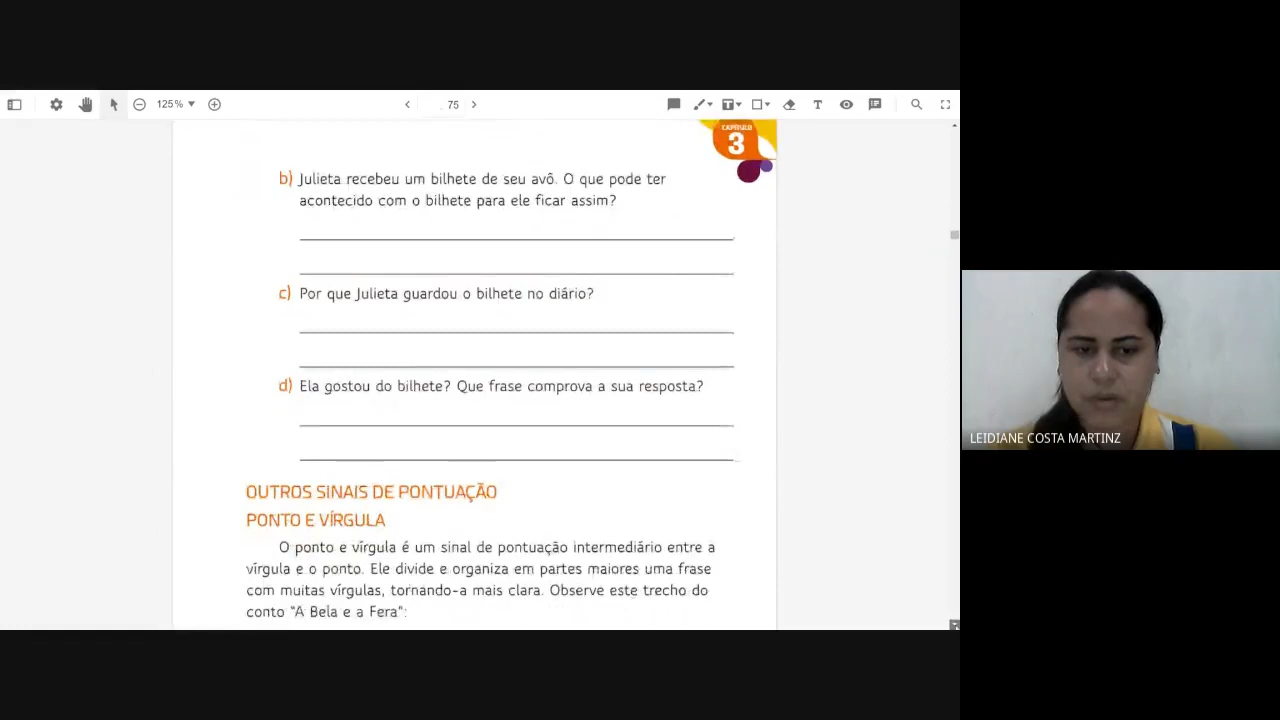 125%
75
CAPÍTULO
3
b) Julieta recebeu um bilhete de seu avô. O que pode ter
acontecido com o bilhete para ele ficar assim?
c) Por que Julieta guardou o bilhete no diário?
d) Ela gostou do bilhete? Que frase comprova a sua resposta?
OUTROS SINAIS DE PONTUAÇÃO
PONTO E VÍRGULA
O ponto e vírgula é um sinal de pontuação intermediário entre a
vírgula e o ponto. Ele divide e organiza em partes maiores uma frase
com muitas vírgulas, tornando-a mais clara. Observe este trecho do
conto “A Bela e a Fera”:
LEIDIANE COSTA MARTINZ